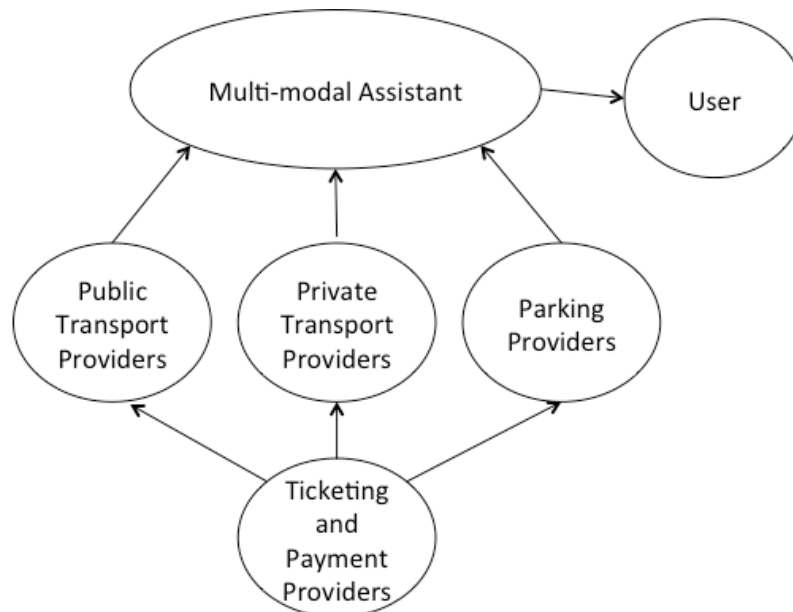 Multi-modal Assistant
User
Public
Transport
Providers
Private
Transport
Providers
Parking
Providers
Ticketing
and
Payment
Providers